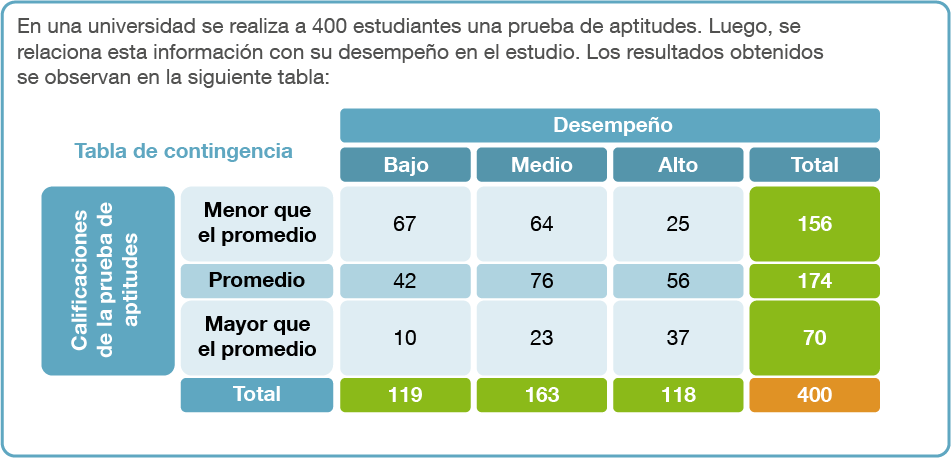 En una universidad se realiza a 400 estudiantes una prueba de aptitudes. Luego, se
relaciona esta información con su desempeño en el estudio. Los resultados obtenidos
se observan en la siguiente tabla:
Tabla de contingencia
Desempeño
Bajo Medio Alto Total
Calificaciones
de la prueba de
aptitudes
Menor que
el promedio
67 64 25 156
Promedio 42 76 56 174
Mayor que
el promedio
10 23 37 70
Total 119 163 118 400